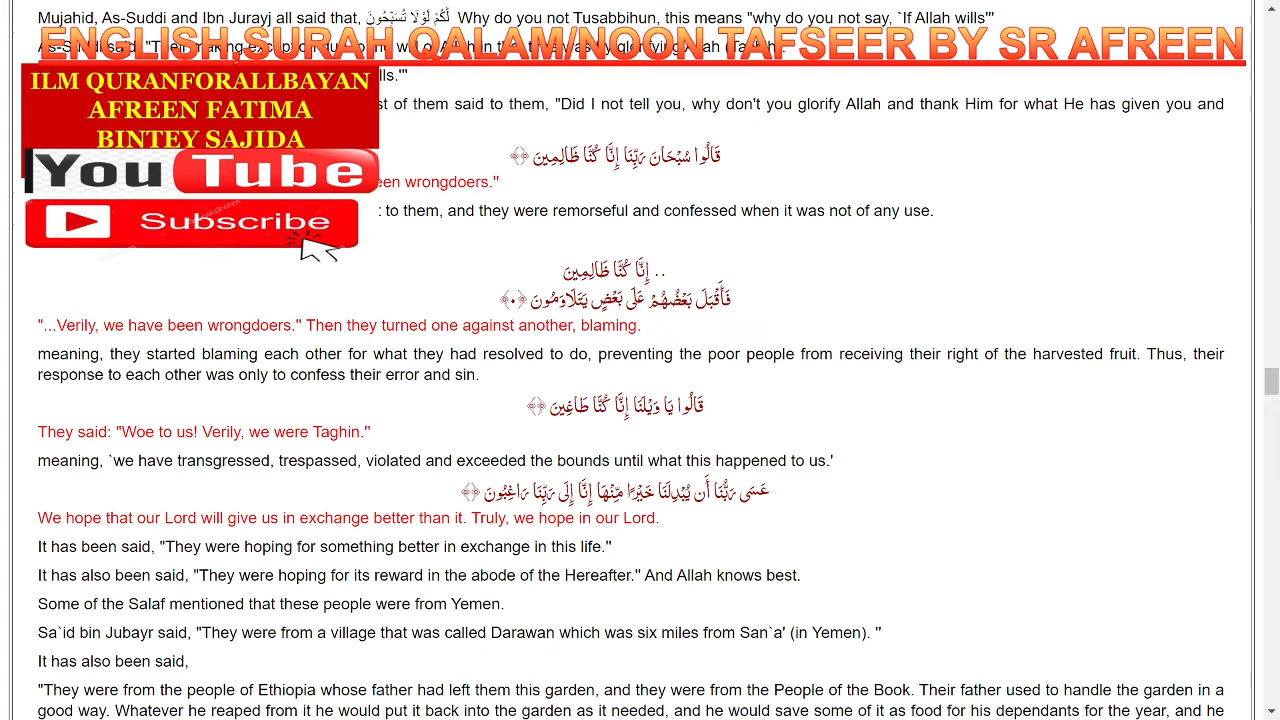 Mujahid, As-Suddi and Ibn Jurayj all said that, لَّكُمْ لَوْلَا تُسَبِّحُونَ Why do you not Tusabbihun, this means "why do you not say, `If Allah wills'"
ENGLISH,SURAH QALAM/NOON TAFSEER BY SR AFREEN
lls.'"
ILM QURANFORALLBAYAN
AFREEN FATIMA
BINTEY SAJIDA
You Tube
Subscribe
st of them said to them, "Did I not tell you, why don't you glorify Allah and thank Him for what He has given you and
قَالُوا سُبْحَانَ رَبِّنَا إِنَّا كُنَّا ظَالِمِينَ ﴿﴾
een wrongdoers."
t to them, and they were remorseful and confessed when it was not of any use.
.. إِنَّا كُنَّا ظَالِمِينَ
فَأَقْبَلَ بَعْضُهُمْ عَلَى بَعْضٍ يَتَلَاوَمُونَ ﴿٠﴾
"...Verily, we have been wrongdoers." Then they turned one against another, blaming.
meaning, they started blaming each other for what they had resolved to do, preventing the poor people from receiving their right of the harvested fruit. Thus, their
response to each other was only to confess their error and sin.
قَالُوا يَا وَيْلَنَا إِنَّا كُنَّا طَاغِينَ ﴿﴾
They said: "Woe to us! Verily, we were Taghin."
meaning, `we have transgressed, trespassed, violated and exceeded the bounds until what this happened to us.'
عَسَى رَبُّنَا أَن يُبْدِلَنَا خَيْرًا مِّنْهَا إِنَّا إِلَى رَبِّنَا رَاغِبُونَ ﴿﴾
We hope that our Lord will give us in exchange better than it. Truly, we hope in our Lord.
It has been said, "They were hoping for something better in exchange in this life."
It has also been said, "They were hoping for its reward in the abode of the Hereafter." And Allah knows best.
Some of the Salaf mentioned that these people were from Yemen.
Sa`id bin Jubayr said, "They were from a village that was called Darawan which was six miles from San`a' (in Yemen). "
It has also been said,
"They were from the people of Ethiopia whose father had left them this garden, and they were from the People of the Book. Their father used to handle the garden in a
good way. Whatever he reaped from it he would put it back into the garden as it needed, and he would save some of it as food for his dependants for the year, and he